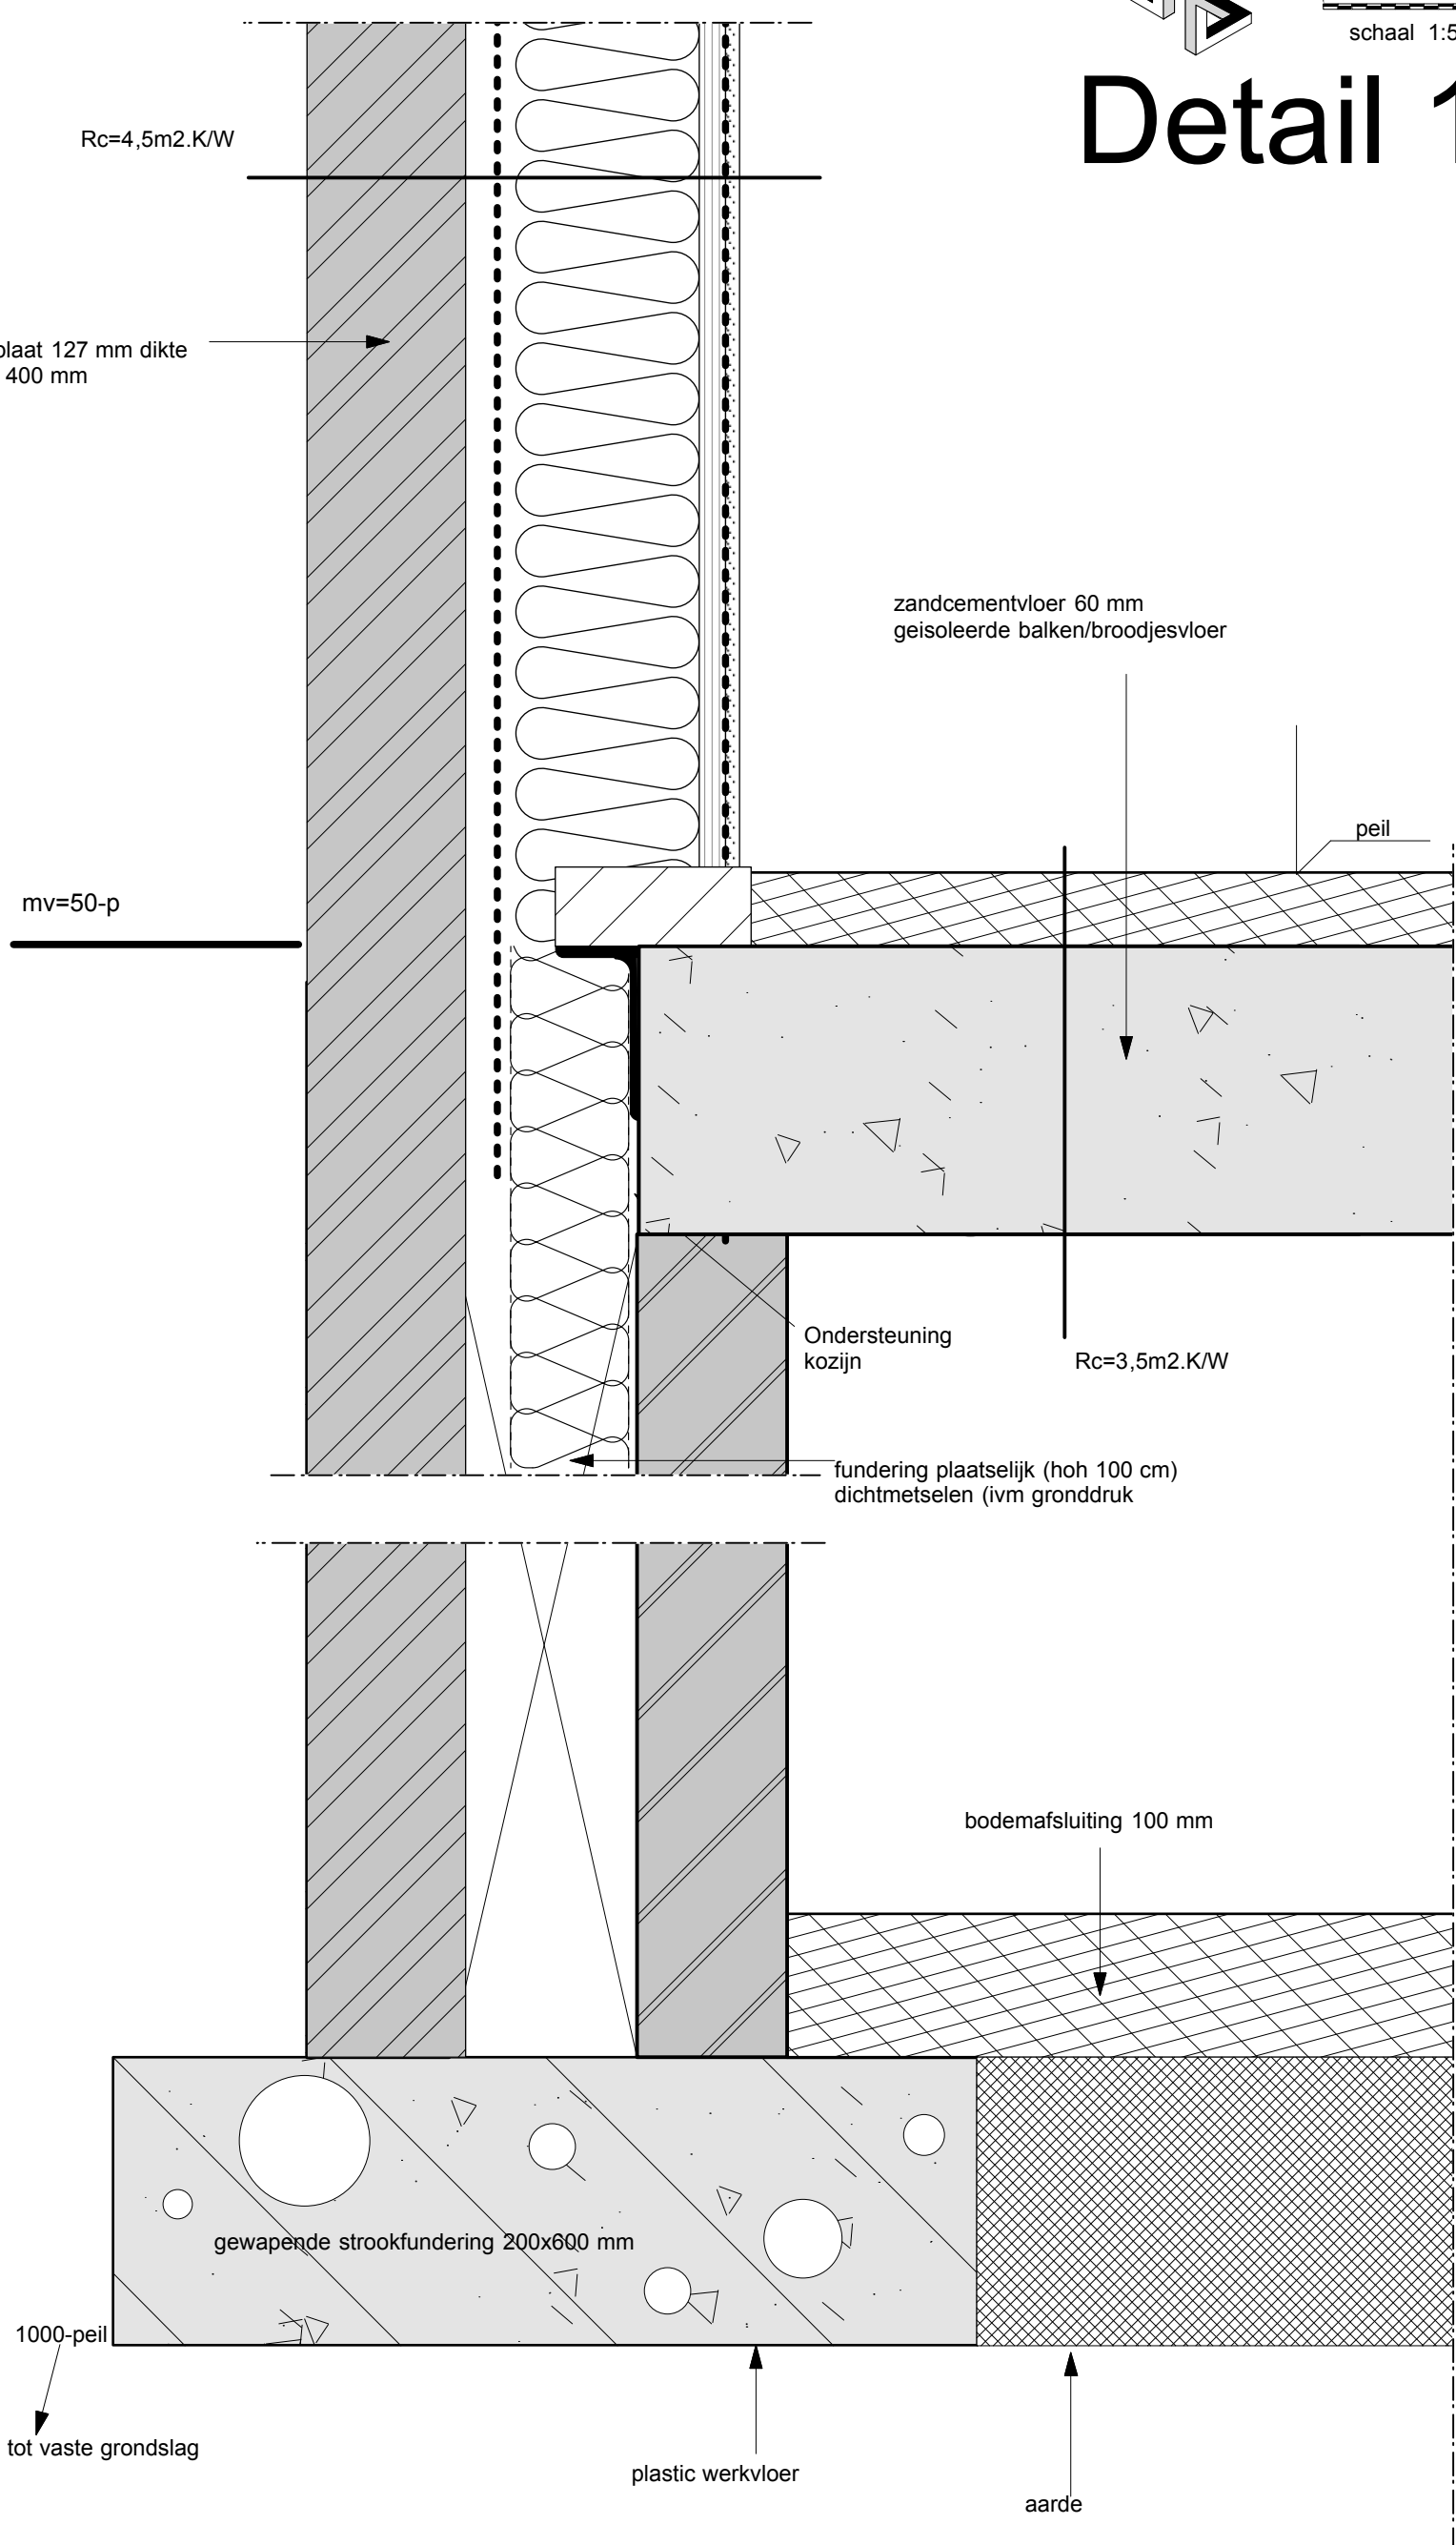 schaal 1:5
Detail 1
Rc=4,5m2.K/W
plaat 127 mm dikte
400 mm
zandcementvloer 60 mm
geisoleerde balken/broodjesvloer
peil
mv=50-p
Ondersteuning
kozijn
Rc=3,5m2.K/W
fundering plaatselijk (hoh 100 cm)
dichtmetselen (ivm gronddruk
bodemafsluiting 100 mm
gewapende strookfundering 200x600 mm
1000-peil
tot vaste grondslag
plastic werkvloer
aarde